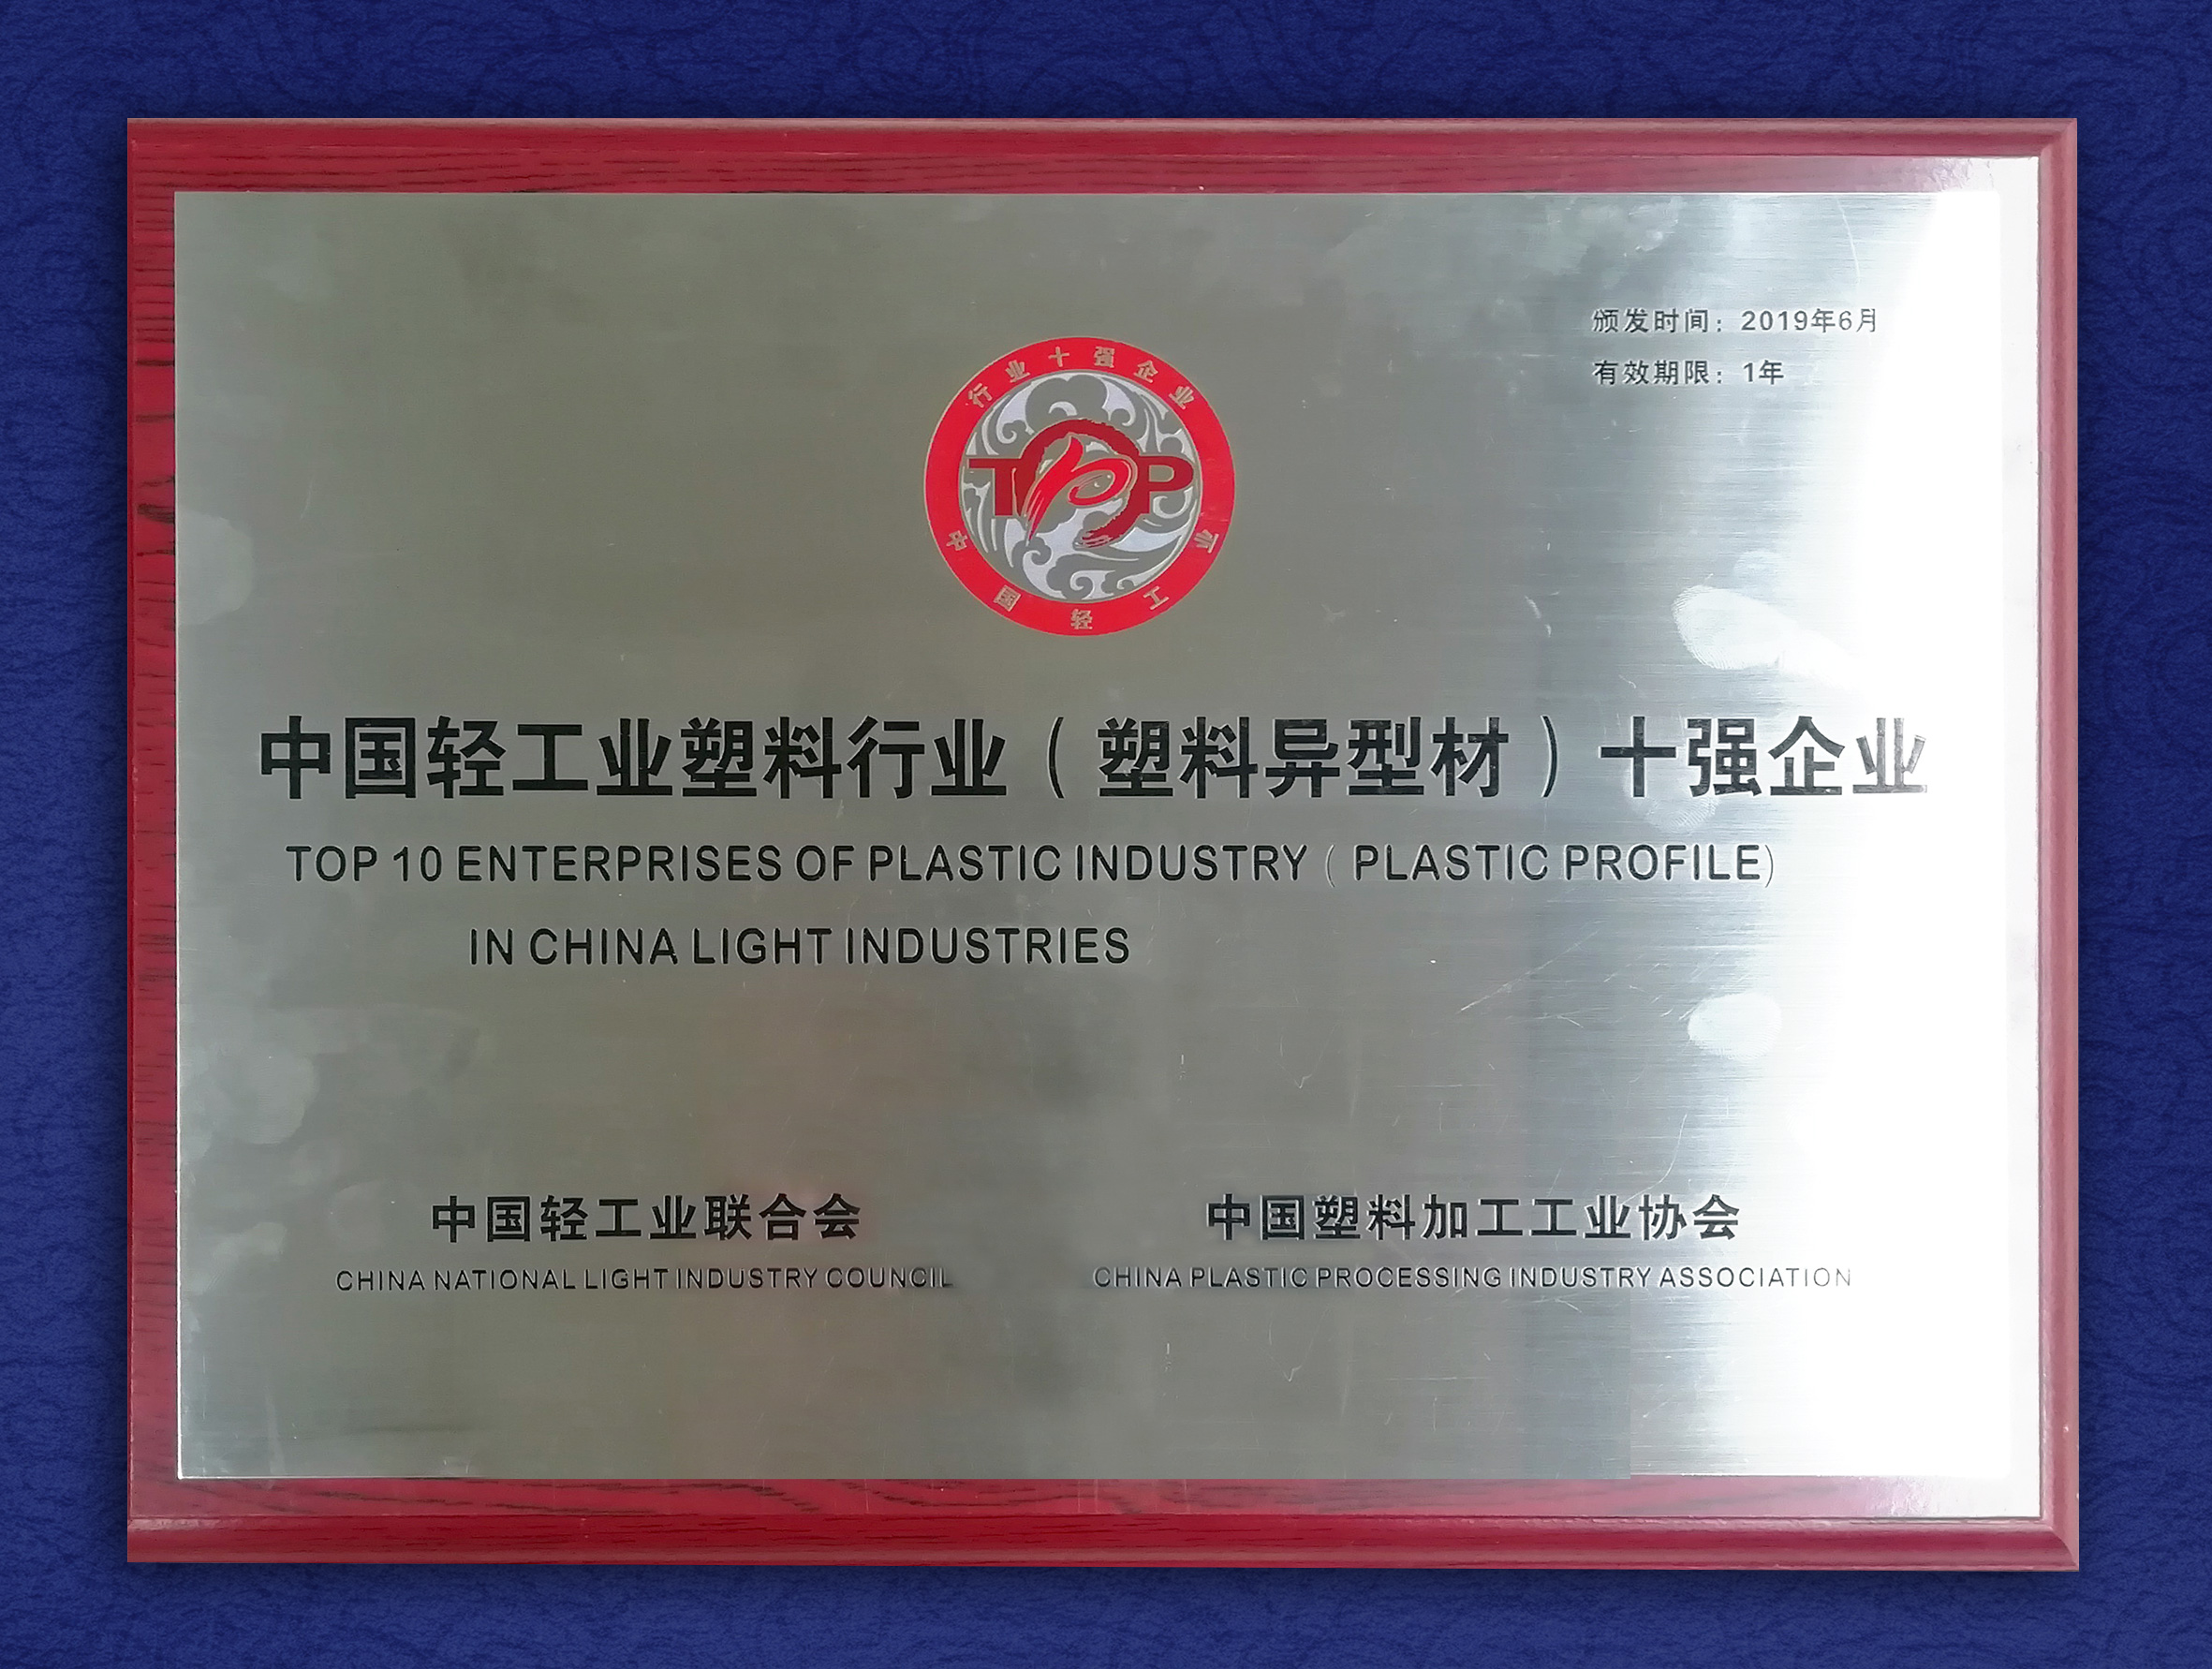 颁发时间：2019年6月
有效期限：1年
行业十强企业
TOP
中国轻工业
中国轻工业塑料行业（塑料异型材）十强企业
TOP 10 ENTERPRISES OF PLASTIC INDUSTRY（PLASTIC PROFILE)
IN CHINA LIGHT INDUSTRIES
中国轻工业联合会
CHINA NATIONAL LIGHT INDUSTRY COUNCIL
中国塑料加工工业协会
CHINA PLASTIC PROCESSING INDUSTRY ASSOCIATION